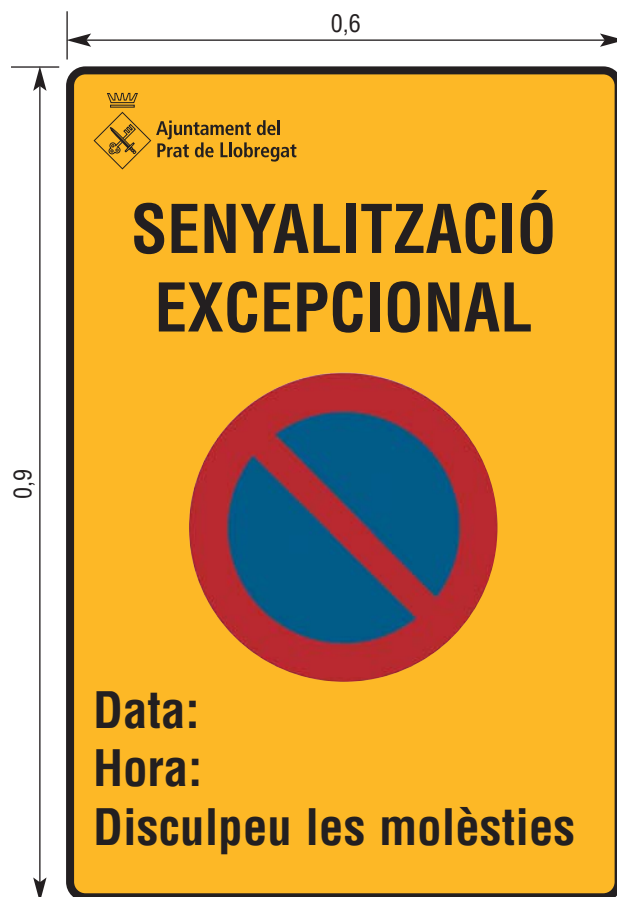 0,6
0,9
Ajuntament del
Prat de Llobregat
SENYALITZACIÓ
EXCEPCIONAL
Data:
Hora:
Disculpeu les molèsties